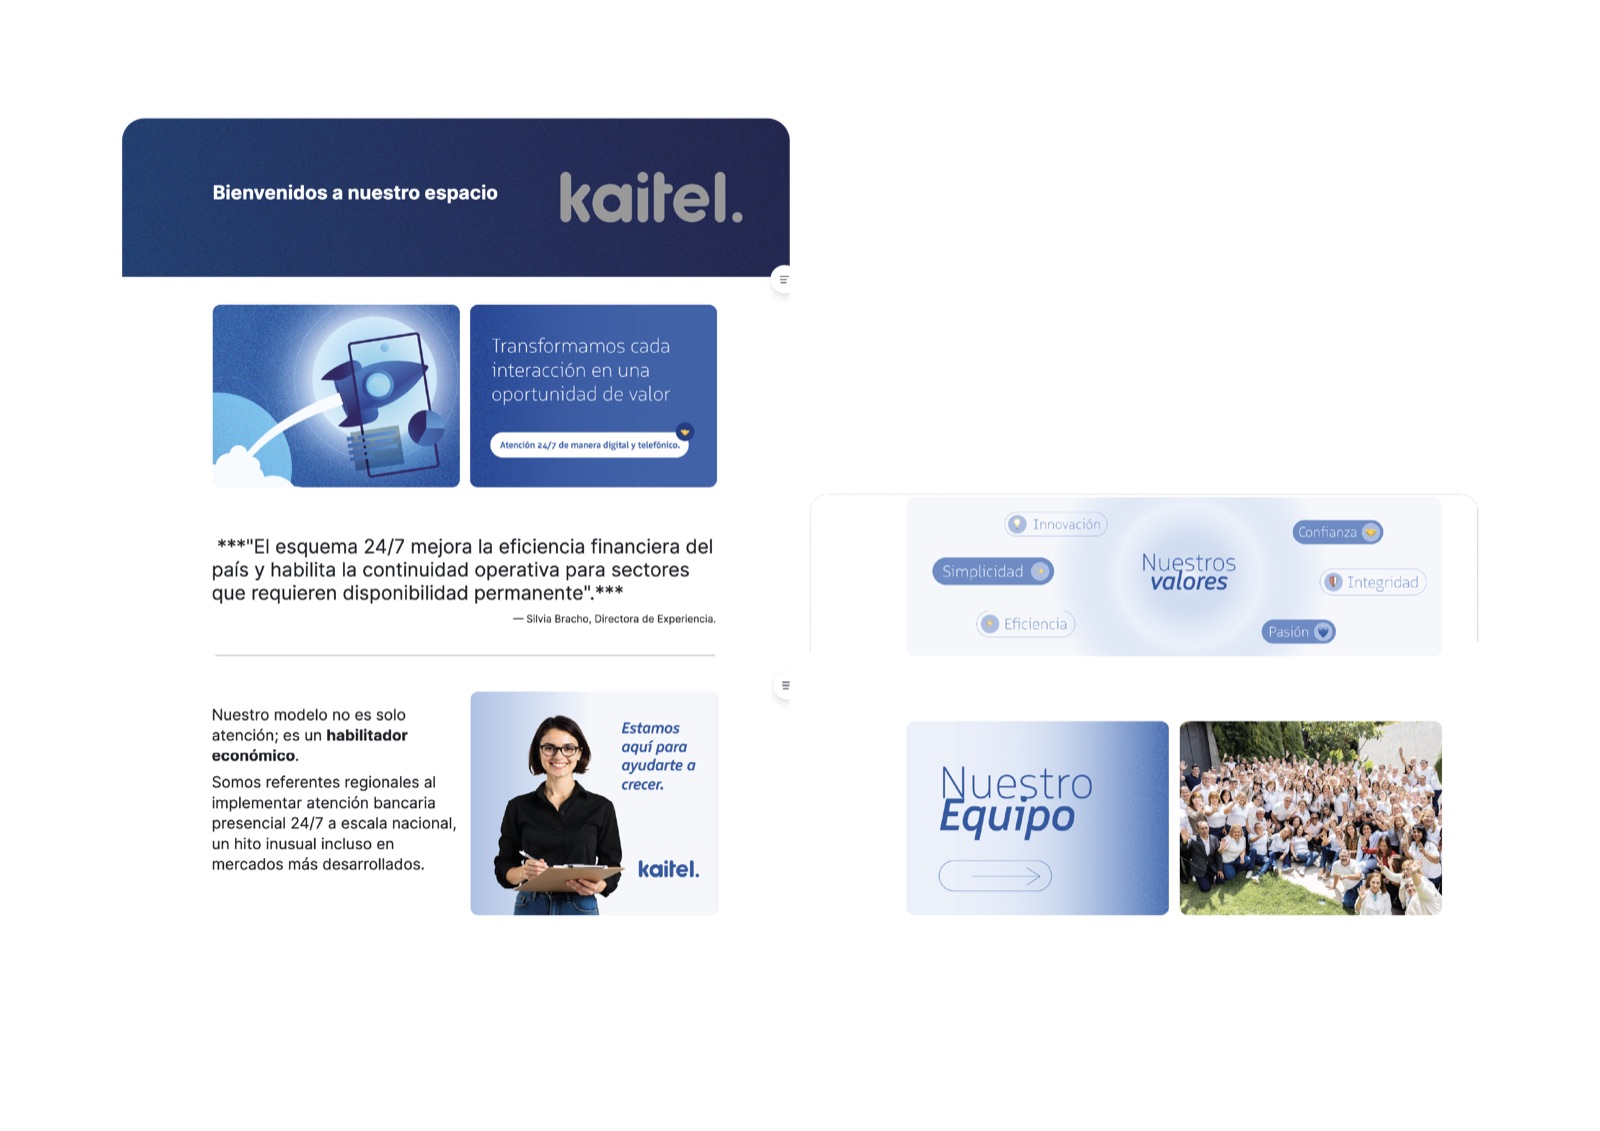 Bienvenidos a nuestro espacio
kaitel.
Transformamos cada
interacción en una
oportunidad de valor
Atención 24/7 de manera digital y telefónico.
***"El esquema 24/7 mejora la eficiencia financiera del
país y habilita la continuidad operativa para sectores
que requieren disponibilidad permanente".***
— Silvia Bracho, Directora de Experiencia.
Nuestro modelo no es solo
atención; es un habilitador
económico.
Somos referentes regionales al
implementar atención bancaria
presencial 24/7 a escala nacional,
un hito inusual incluso en
mercados más desarrollados.
Estamos
aquí para
ayudarte a
crecer.
kaitel.
Innovación
Simplicidad
Eficiencia
Nuestros
valores
Confianza
Integridad
Pasión
Nuestro
Equipo